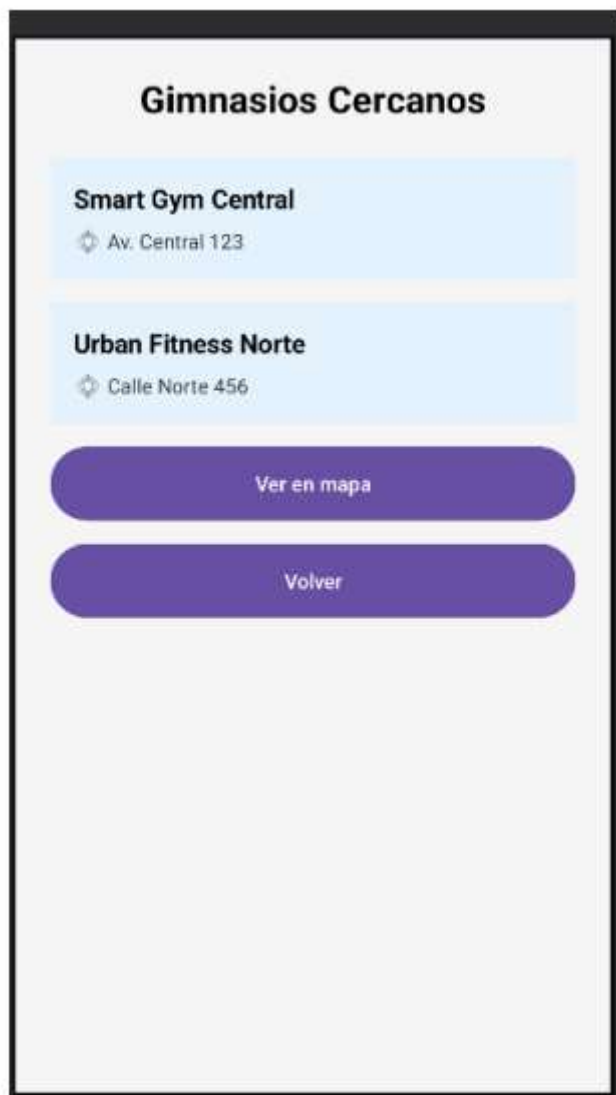 Gimnasios Cercanos
Smart Gym Central
Av. Central 123
Urban Fitness Norte
Calle Norte 456
Ver en mapa
Volver